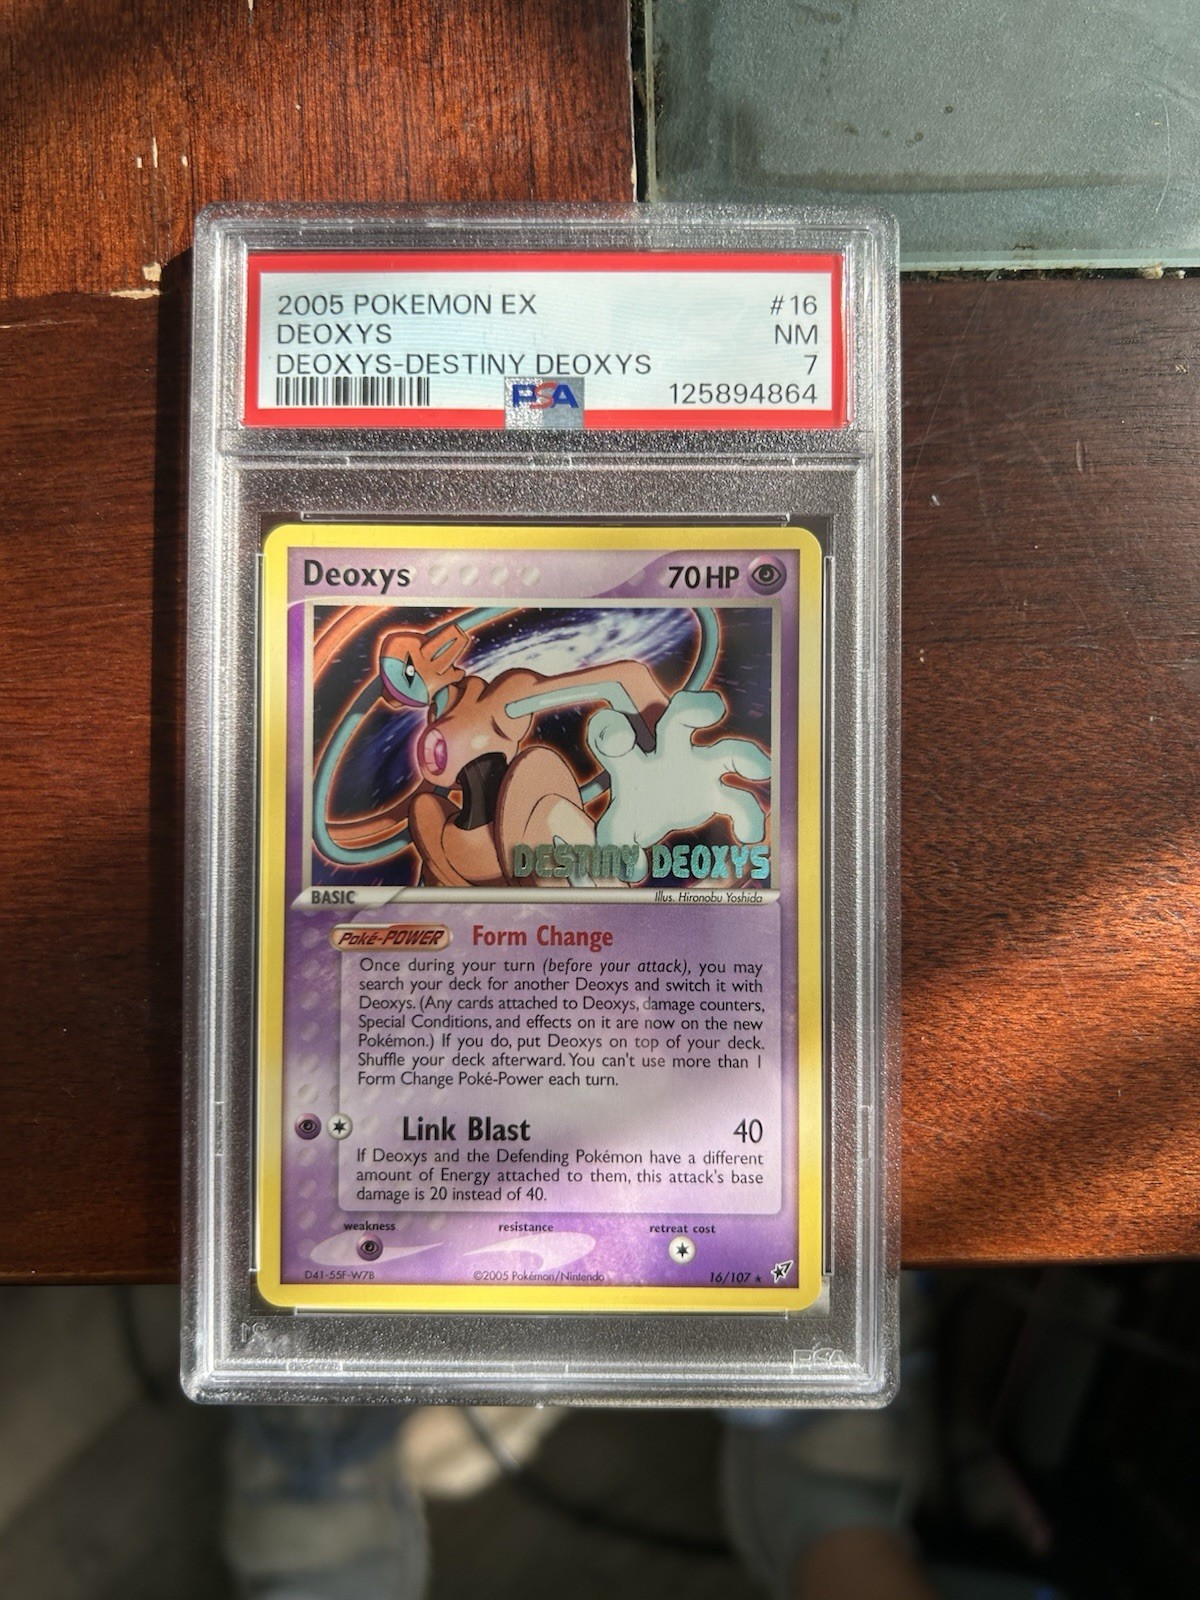 2005 POKEMON EX #16
DEOXYS NM
DEOXYS-DESTINY DEOXYS 7
PSA 125894864
Deoxys 70 HP
DESTINY DEOXYS
BASIC Illus. Hironobu Yoshida
Poké-POWER Form Change
Once during your turn (before your attack), you may
search your deck for another Deoxys and switch it with
Deoxys. (Any cards attached to Deoxys, damage counters,
Special Conditions, and effects on it are now on the new
Pokémon.) If you do, put Deoxys on top of your deck.
Shuffle your deck afterward. You can't use more than 1
Form Change Poké-Power each turn.
Link Blast 40
If Deoxys and the Defending Pokémon have a different
amount of Energy attached to them, this attack's base
damage is 20 instead of 40.
weakness resistance retreat cost
D41-55F-W7B ©2005 Pokémon/Nintendo 16/107 ★
PSA